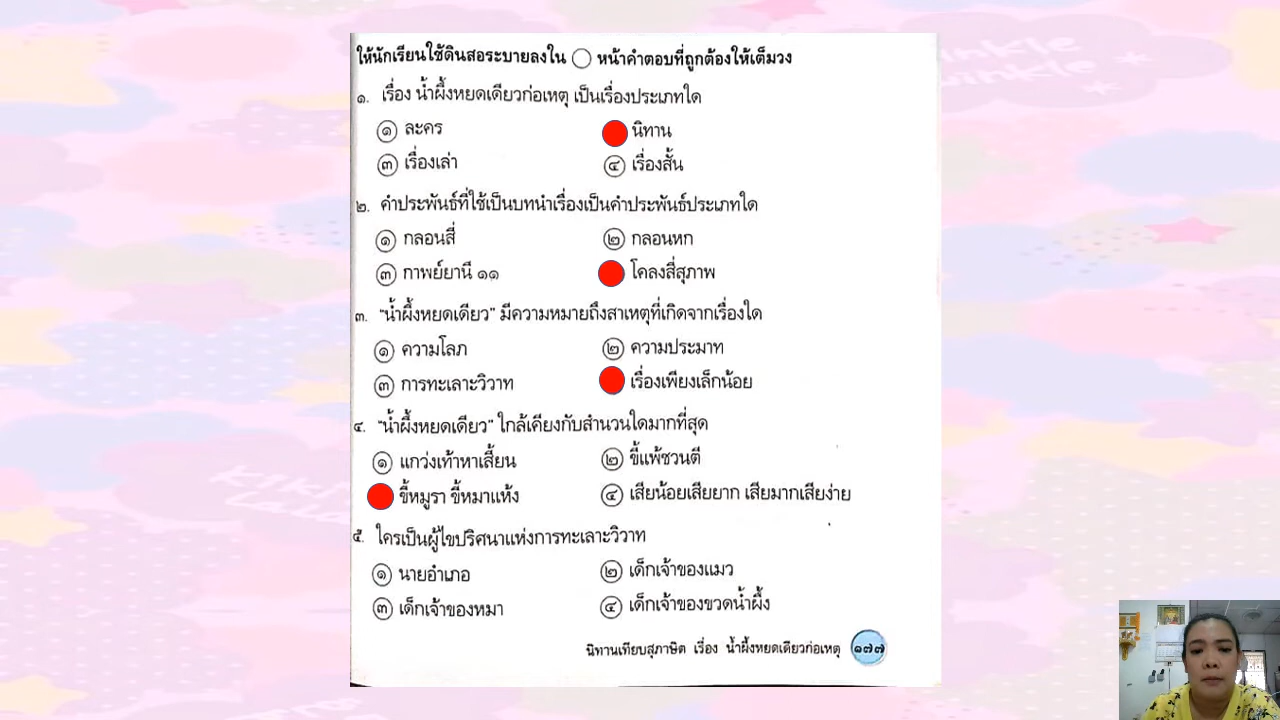 ให้นักเรียนใช้ดินสอระบายลงใน ◯ หน้าคำตอบที่ถูกต้องให้เต็มวง
๑. เรื่อง น้ำผึ้งหยดเดียวก่อเหตุ เป็นเรื่องประเภทใด
๑ ละคร นิทาน
๓ เรื่องเล่า ๔ เรื่องสั้น
๒. คำประพันธ์ที่ใช้เป็นบทนำเรื่องเป็นคำประพันธ์ประเภทใด
๑ กลอนสี่ ๒ กลอนหก
๓ กาพย์ยานี ๑๑ โคลงสี่สุภาพ
๓. "น้ำผึ้งหยดเดียว" มีความหมายถึงสาเหตุที่เกิดจากเรื่องใด
๑ ความโลภ ๒ ความประมาท
๓ การทะเลาะวิวาท เรื่องเพียงเล็กน้อย
๔. "น้ำผึ้งหยดเดียว" ใกล้เคียงกับสำนวนใดมากที่สุด
๑ แกว่งเท้าหาเสี้ยน ๒ ขี้แพ้ชวนตี
ขี้หมูรา ขี้หมาแห้ง ๔ เสียน้อยเสียยาก เสียมากเสียง่าย
๕. ใครเป็นผู้ไขปริศนาแห่งการทะเลาะวิวาท
๑ นายอำเภอ ๒ เด็กเจ้าของแมว
๓ เด็กเจ้าของหมา ๔ เด็กเจ้าของขวดน้ำผึ้ง
นิทานเทียบสุภาษิต เรื่อง น้ำผึ้งหยดเดียวก่อเหตุ ๑๗๗